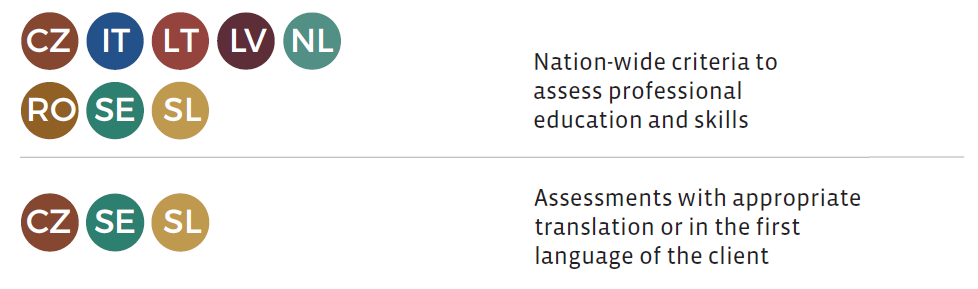 CZ IT LT LV NL
RO SE SL
Nation-wide criteria to
assess professional
education and skills
CZ SE SL
Assessments with appropriate
translation or in the first
language of the client